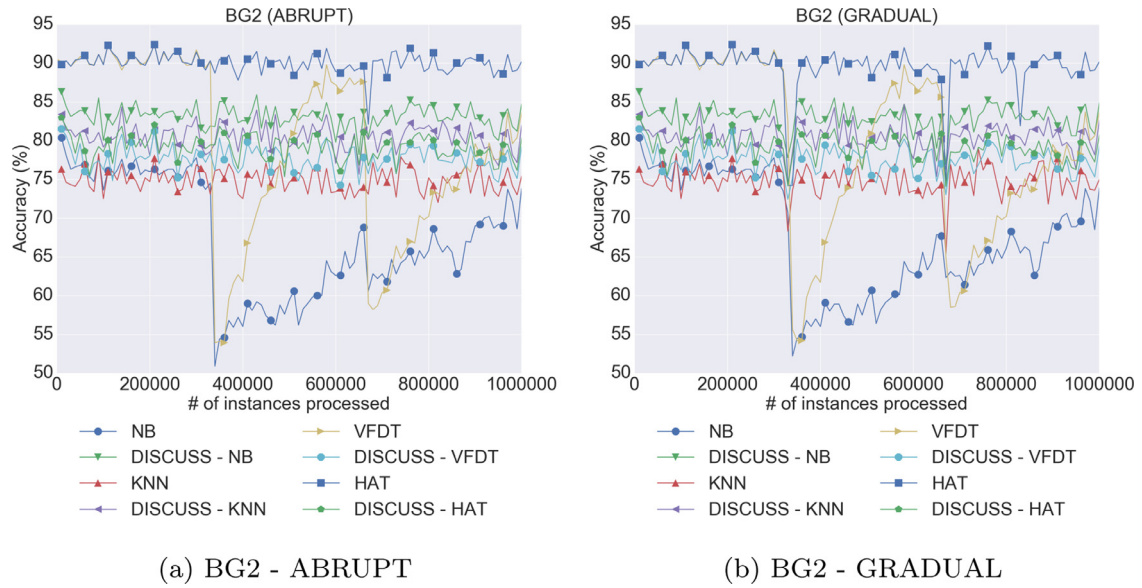 BG2 (ABRUPT)
95
90
85
80
75
70
65
60
55
50
Accuracy (%)
0 200000 400000 600000 800000 1000000
# of instances processed
NB VFDT
DISCUSS - NB DISCUSS - VFDT
KNN HAT
DISCUSS - KNN DISCUSS - HAT
(a) BG2 - ABRUPT
BG2 (GRADUAL)
95
90
85
80
75
70
65
60
55
50
Accuracy (%)
0 200000 400000 600000 800000 1000000
# of instances processed
NB VFDT
DISCUSS - NB DISCUSS - VFDT
KNN HAT
DISCUSS - KNN DISCUSS - HAT
(b) BG2 - GRADUAL